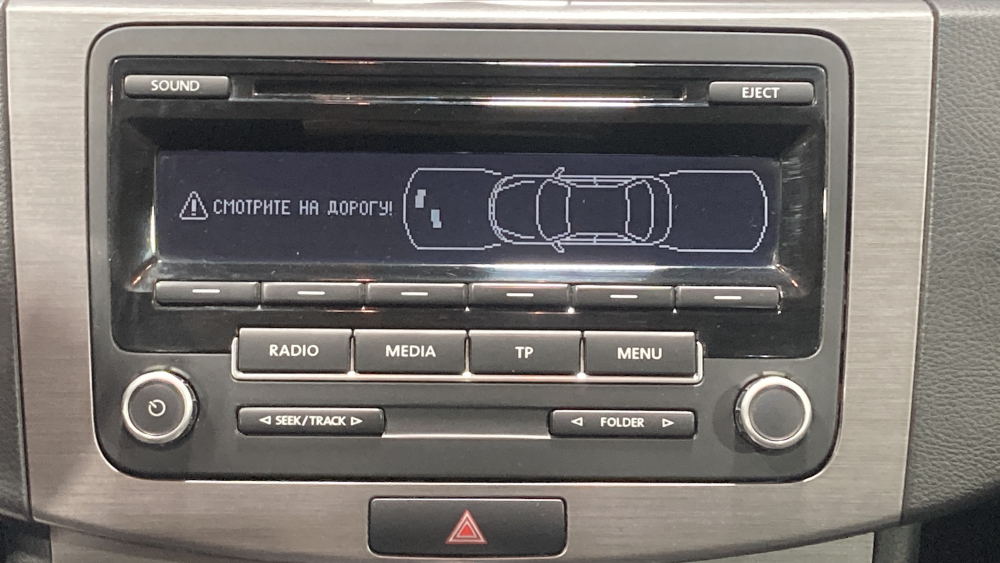 SOUND
EJECT
СМОТРИТЕ НА ДОРОГУ!
RADIO
MEDIA
TP
MENU
SEEK/TRACK
FOLDER